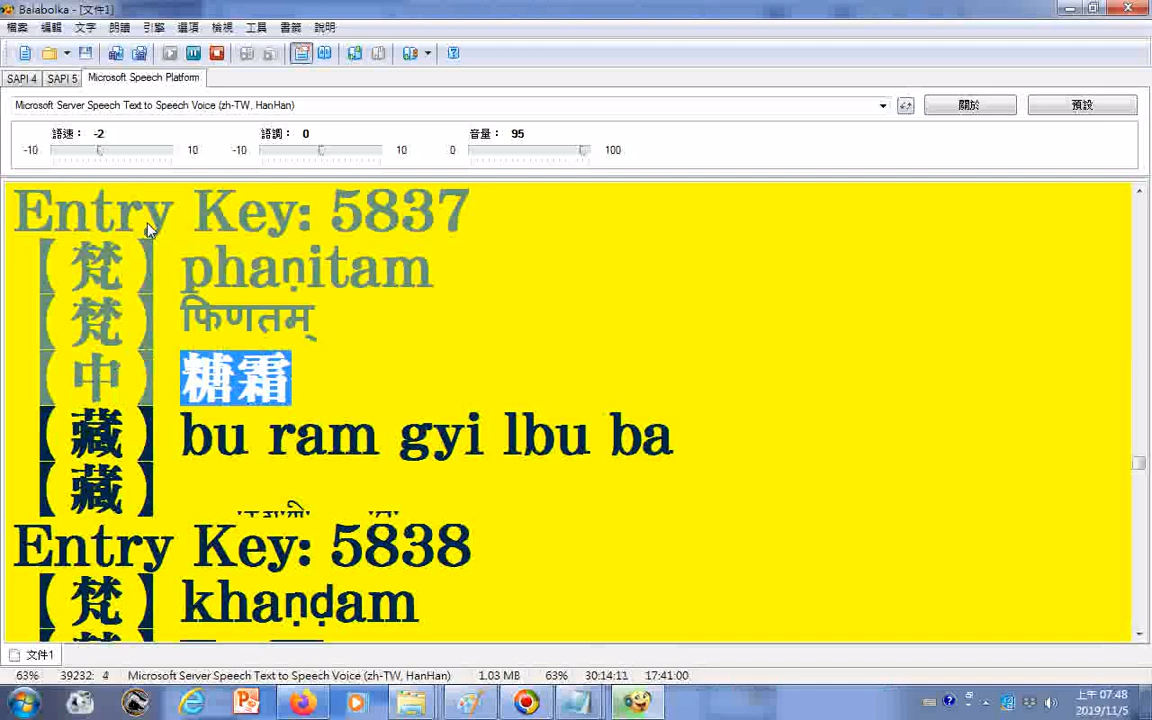 Balabolka - [文件1]
檔案 編輯 文字 朗讀 引擎 選項 檢視 工具 書籤 說明
SAPI 4 SAPI 5 Microsoft Speech Platform
Microsoft Server Speech Text to Speech Voice (zh-TW, HanHan) 關於 預設
語速： -2 語調： 0 音量： 95
-10 10 -10 10 0 100
Entry Key: 5837
【梵】 phaṇitam
【梵】 फणितम्
【中】 糖霜
【藏】 bu ram gyi lbu ba
【藏】
Entry Key: 5838
【梵】 khaṇḍam
文件1
63% 39232: 4 Microsoft Server Speech Text to Speech Voice (zh-TW, HanHan) 1.03 MB 63% 30:14:11 17:41:00
上午 07:48
2019/11/5